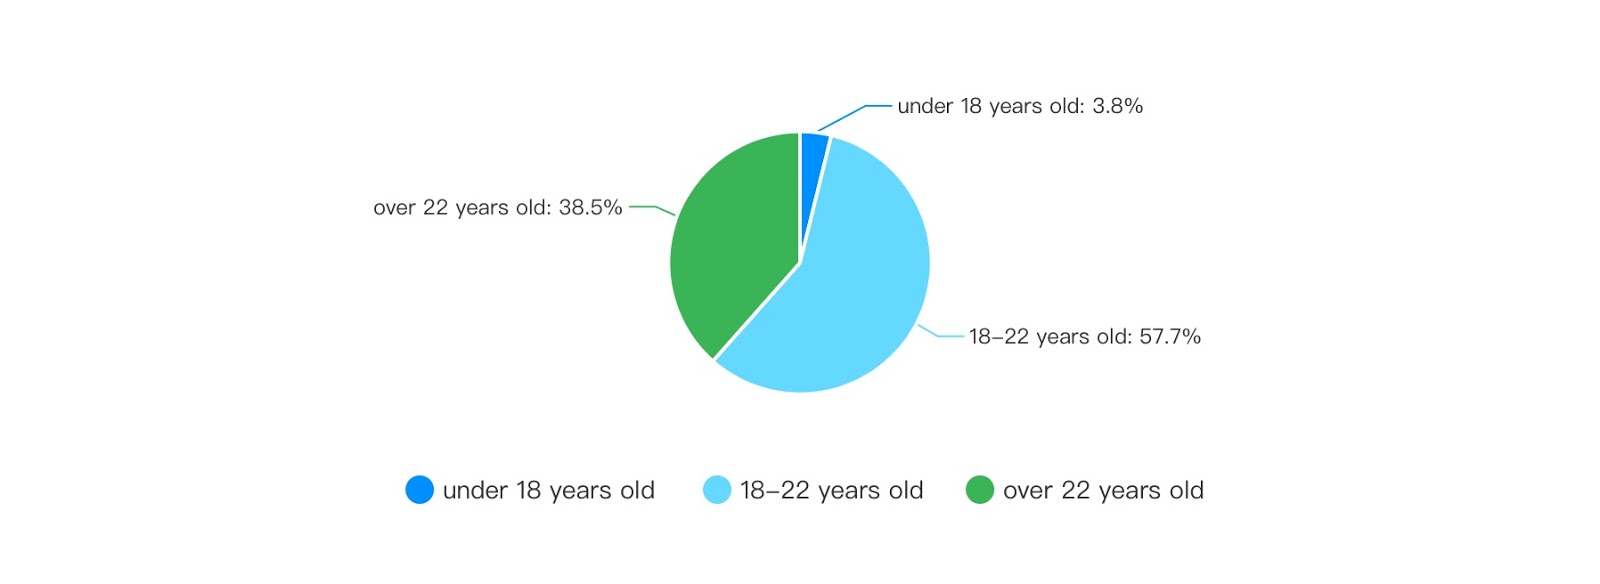 under 18 years old: 3.8%
over 22 years old: 38.5%
18–22 years old: 57.7%
under 18 years old
18–22 years old
over 22 years old